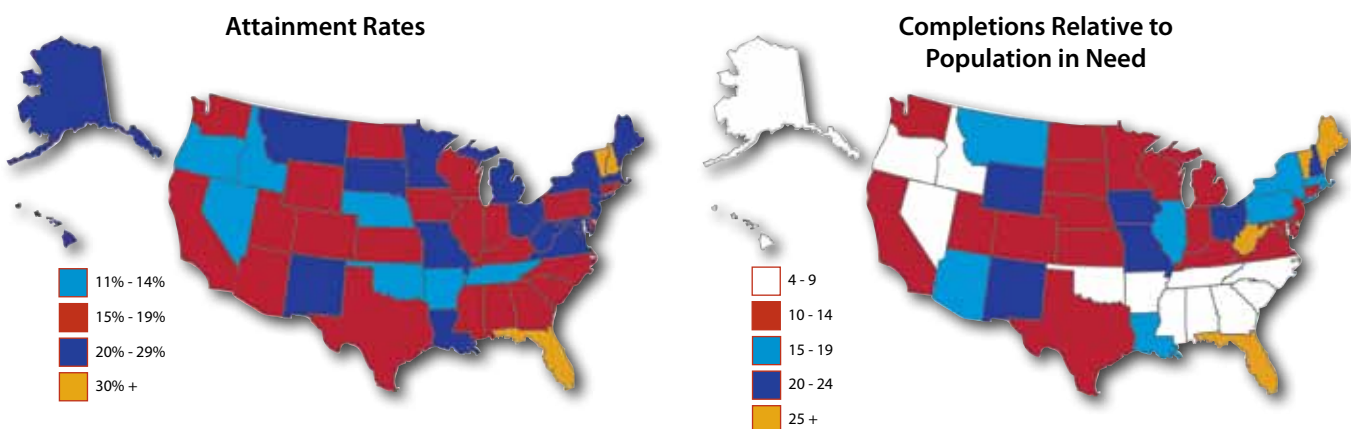 Attainment Rates
11% - 14%
15% - 19%
20% - 29%
30% +
Completions Relative to
Population in Need
4 - 9
10 - 14
15 - 19
20 - 24
25 +